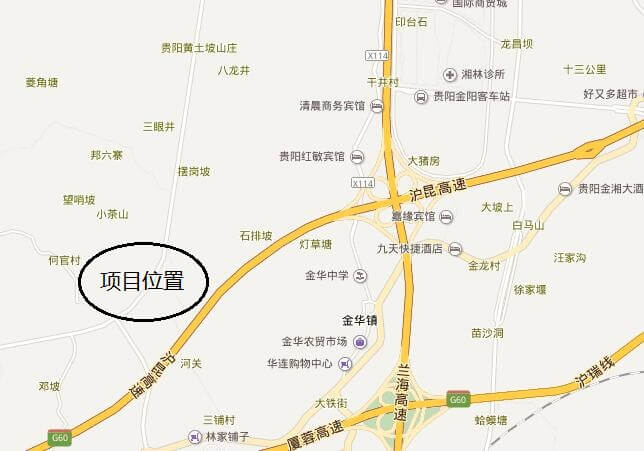 国际商贸城
印台石
贵阳黄土坡山庄
龙昌坝
X114
八龙井
湘林诊所
十三公里
菱角塘
干井村
贵阳金阳客车站
好又多超市
清晨商务宾馆
三眼井
邦六寨
贵阳红敏宾馆
大猪房
摆岗坡
X114
沪昆高速
贵阳金湘大酒
望哨坡
小茶山
嘉缘宾馆
大坡上
白马山
石排坡
灯草塘
九天快捷酒店
何官村
项目位置
金华中学
金龙村
汪家沟
徐家堰
金华镇
苗沙洞
金华农贸市场
沪昆高速
河关
华连购物中心
兰海高速
沪瑞线
邓坡
大铁街
G60
三铺村
蛤蟆塘
G60
林家铺子
厦蓉高速